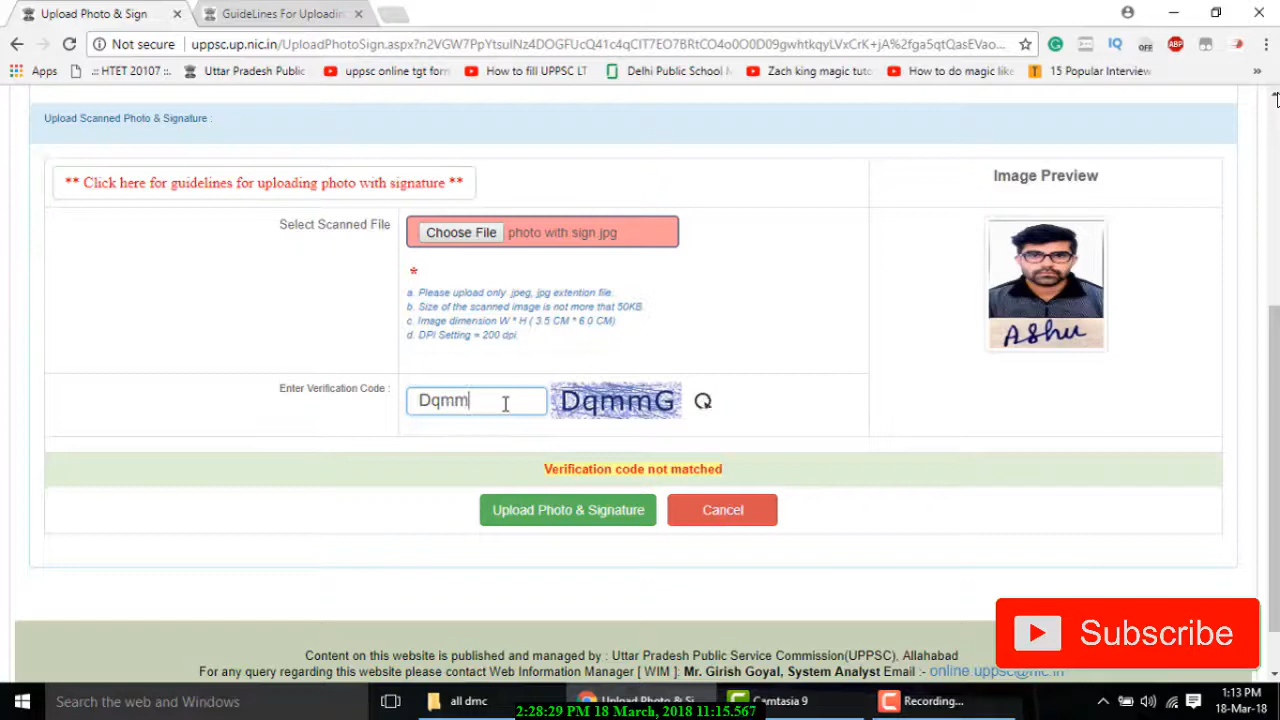 Upload Photo & Sign
GuideLines For Uploadin
Not secure
uppsc.up.nic.in/UploadPhotoSign.aspx?
OFF
ABP
IQ
Apps
.:: HTET 20107 ::.
Uttar Pradesh Public
uppsc online tgt form
How to fill UPPSC LT
Delhi Public School
Zach king magic tuto
How to do magic like
15 Popular Interview
»
Upload Scanned Photo & Signature :
** Click here for guidelines for uploading photo with signature **
Image Preview
Select Scanned File
Choose File photo with sign.jpg
*
a. Please upload only .jpeg, jpg extention file.
b. Size of the scanned image is not more that 50KB.
c. Image dimension W * H ( 3.5 CM * 6.0 CM)
d. DPI Setting = 200 dpi.
AShu
Enter Verification Code :
Dqmm
DqmmG
Verification code not matched
Upload Photo & Signature
Cancel
Subscribe
Content on this website is published and managed by : Uttar Pradesh Public Service Commission(UPPSC), Allahabad
For any query regarding this website please contact Web Information Manager [ WIM ]: Mr. Girish Goyal, System Analyst Email :- online.uppsc@nic.in
Search the web and Windows
all dmc
Upload Photo & Si
Camtasia 9
Recording...
1:13 PM
18-Mar-18
2:28:29 PM 18 March, 2018 11:15.567